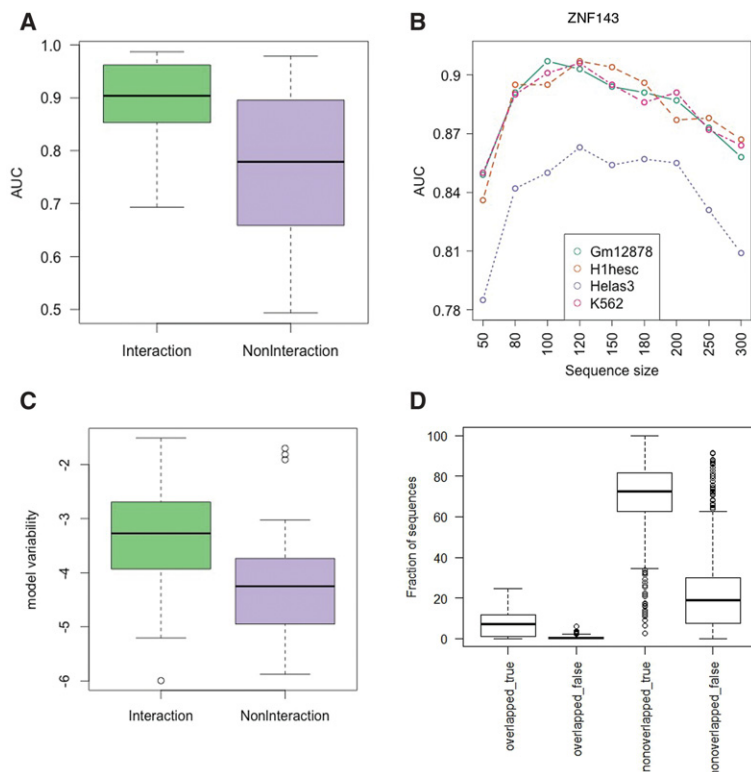 A
1.0
0.9
0.8
0.7
0.6
0.5
AUC
Interaction
NonInteraction
B
ZNF143
0.9
0.87
0.84
0.81
0.78
AUC
Gm12878
H1hesc
Helas3
K562
50
80
100
120
150
180
200
250
300
Sequence size
C
-2
-3
-4
-5
-6
model variability
Interaction
NonInteraction
D
100
80
60
40
20
0
Fraction of sequences
overlapped_true
overlapped_false
nonoverlapped_true
nonoverlapped_false